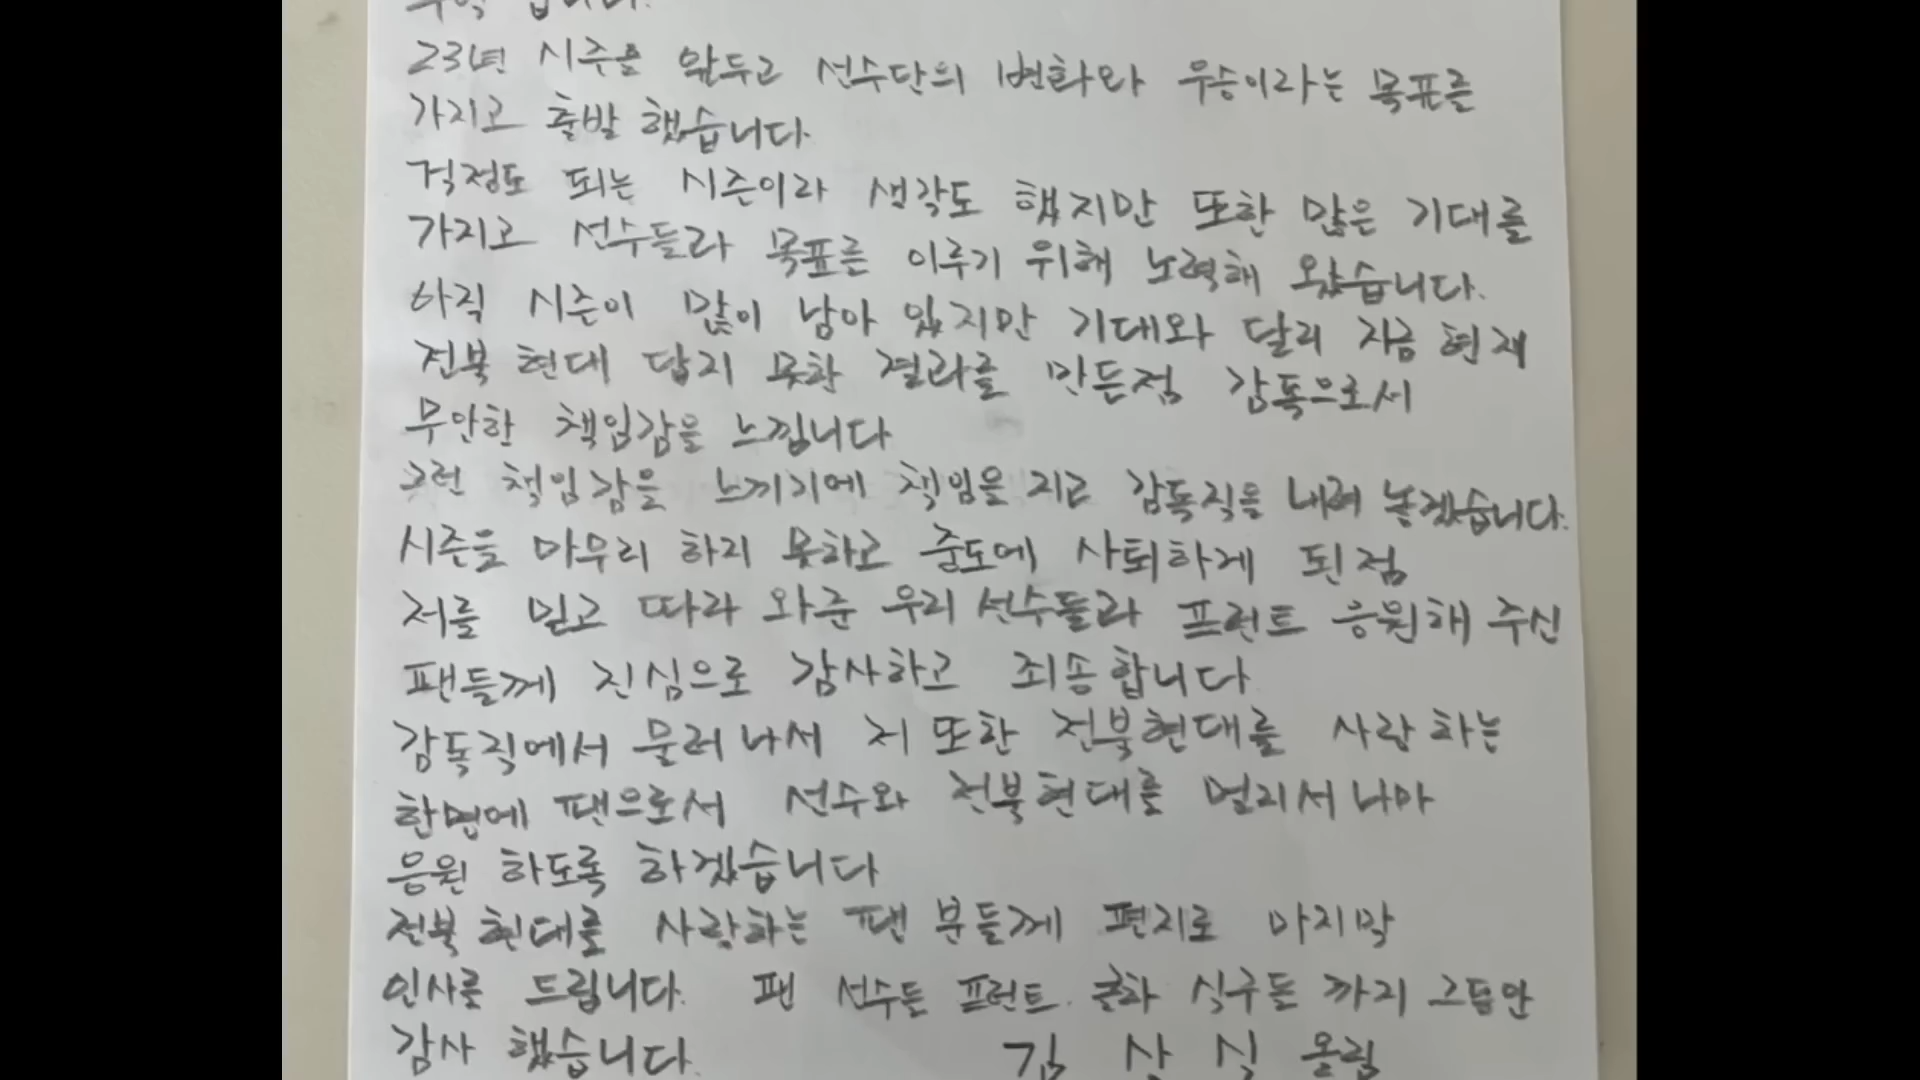 23년 시즌을 앞두고 선수단의 변화와 우승이라는 목표를
가지고 출발 했습니다.
걱정도 되는 시즌이라 생각도 했지만 또한 많은 기대를
가지고 선수들과 목표를 이루기 위해 노력해 왔습니다.
아직 시즌이 많이 남아 있지만 기대와 달리 지금 현재
전북 현대 답지 못한 결과를 만든점 감독으로서
무안한 책임감을 느낍니다
그런 책임감을 느끼기에 책임을 지고 감독직을 내려 놓겠습니다.
시즌을 마무리 하지 못하고 중도에 사퇴하게 된점
저를 믿고 따라 와준 우리 선수들과 프런트 응원해 주신
팬들께 진심으로 감사하고 죄송합니다
감독직에서 물러나서 저 또한 전북현대를 사랑하는
한명에 팬으로서 선수와 전북현대를 멀리서나마
응원 하도록 하겠습니다
전북 현대를 사랑하는 팬 분들께 편지로 마지막
인사를 드립니다. 팬 선수들 프런트. 식구들 까지 그동안
감사 했습니다.
김 상 식 올림